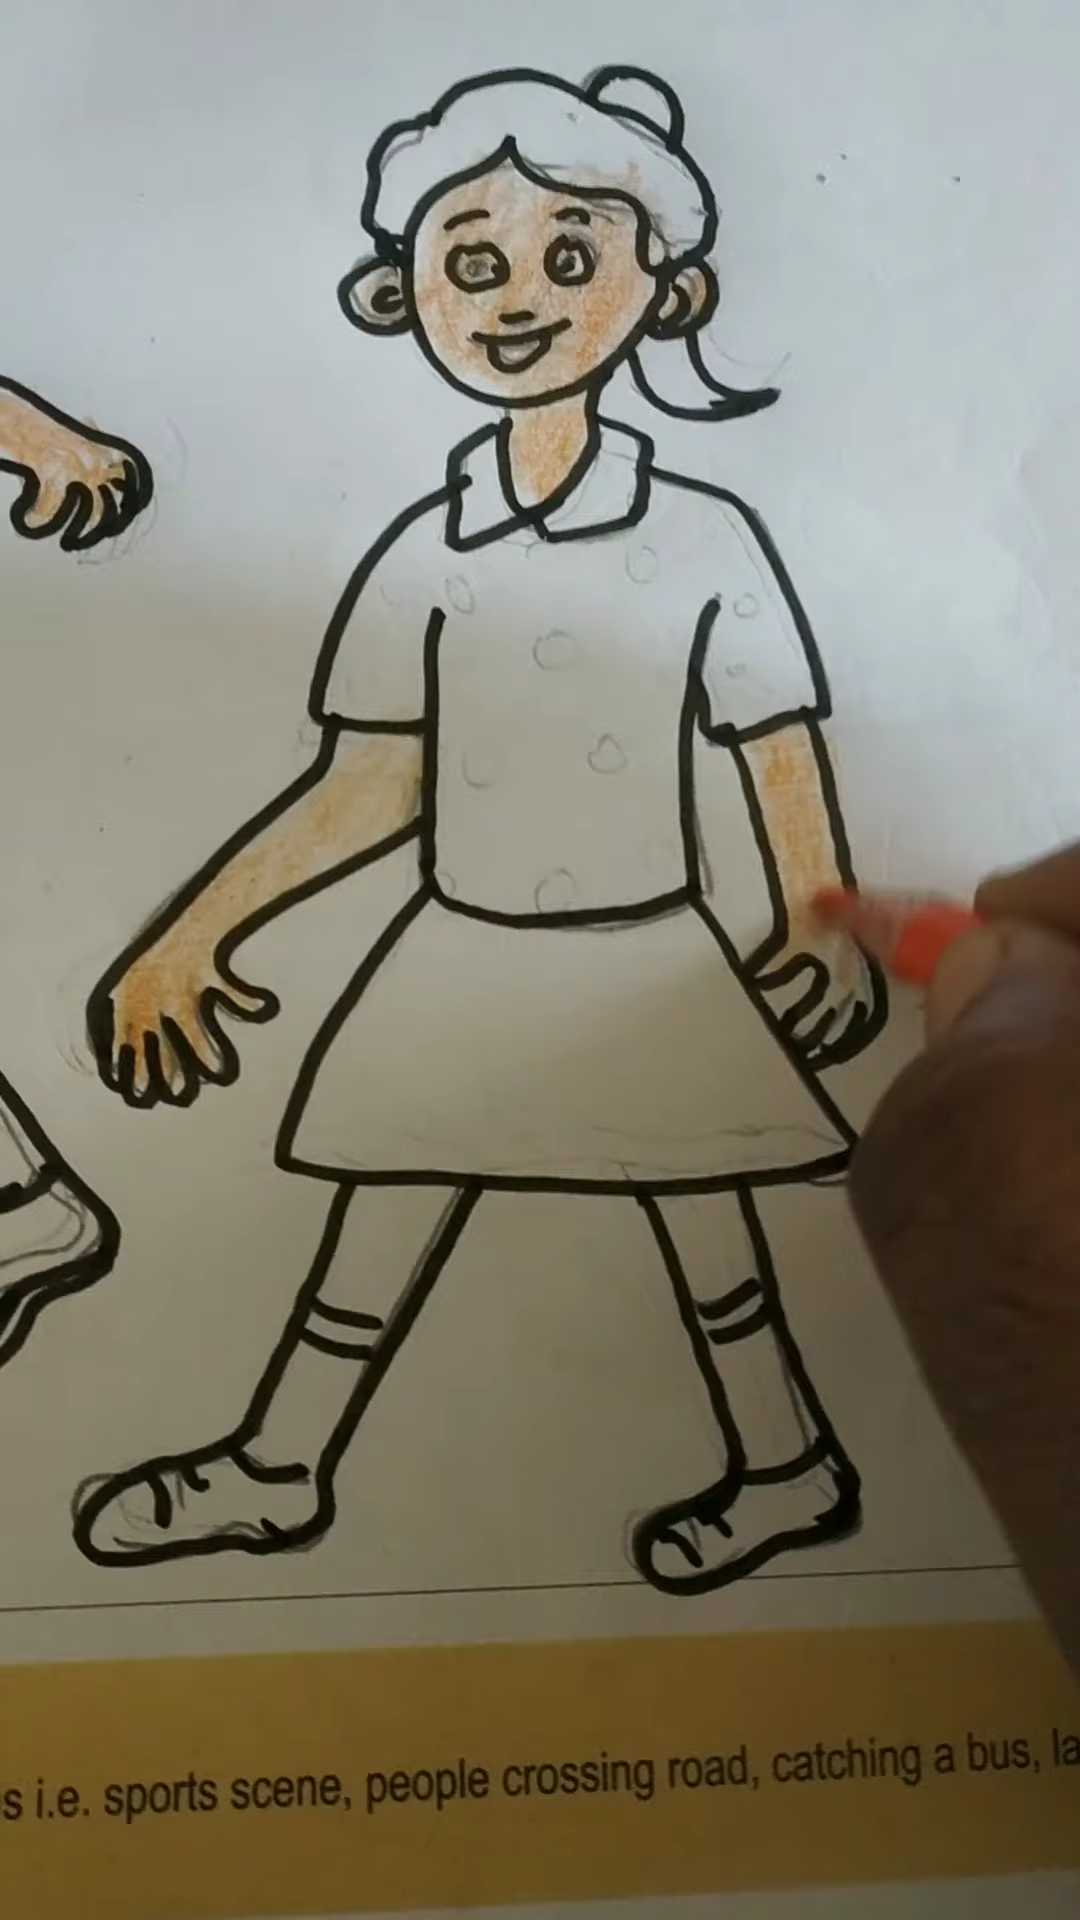 s i.e. sports scene, people crossing road, catching a bus, la